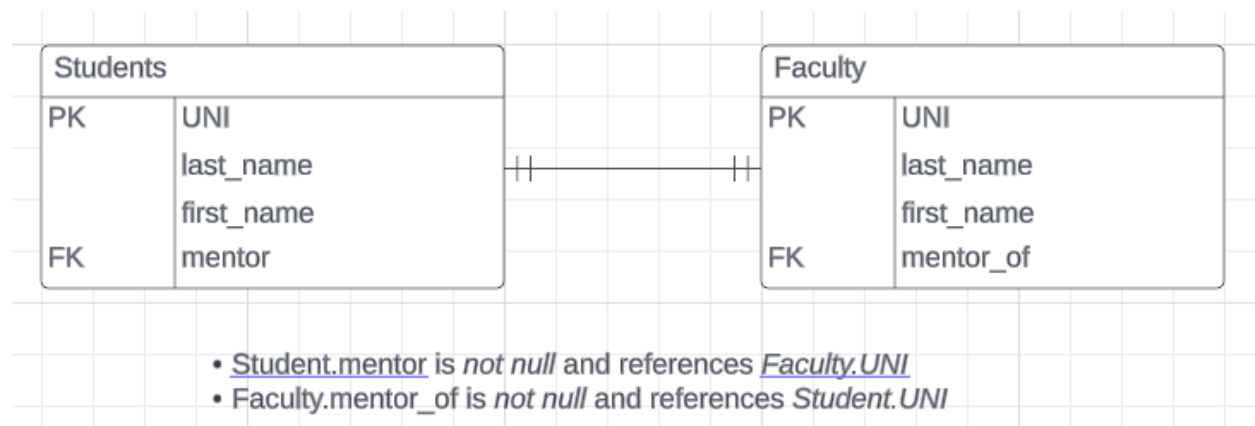 Students
PK UNI
last_name
first_name
FK mentor
Faculty
PK UNI
last_name
first_name
FK mentor_of
• Student.mentor is not null and references Faculty.UNI
• Faculty.mentor_of is not null and references Student.UNI